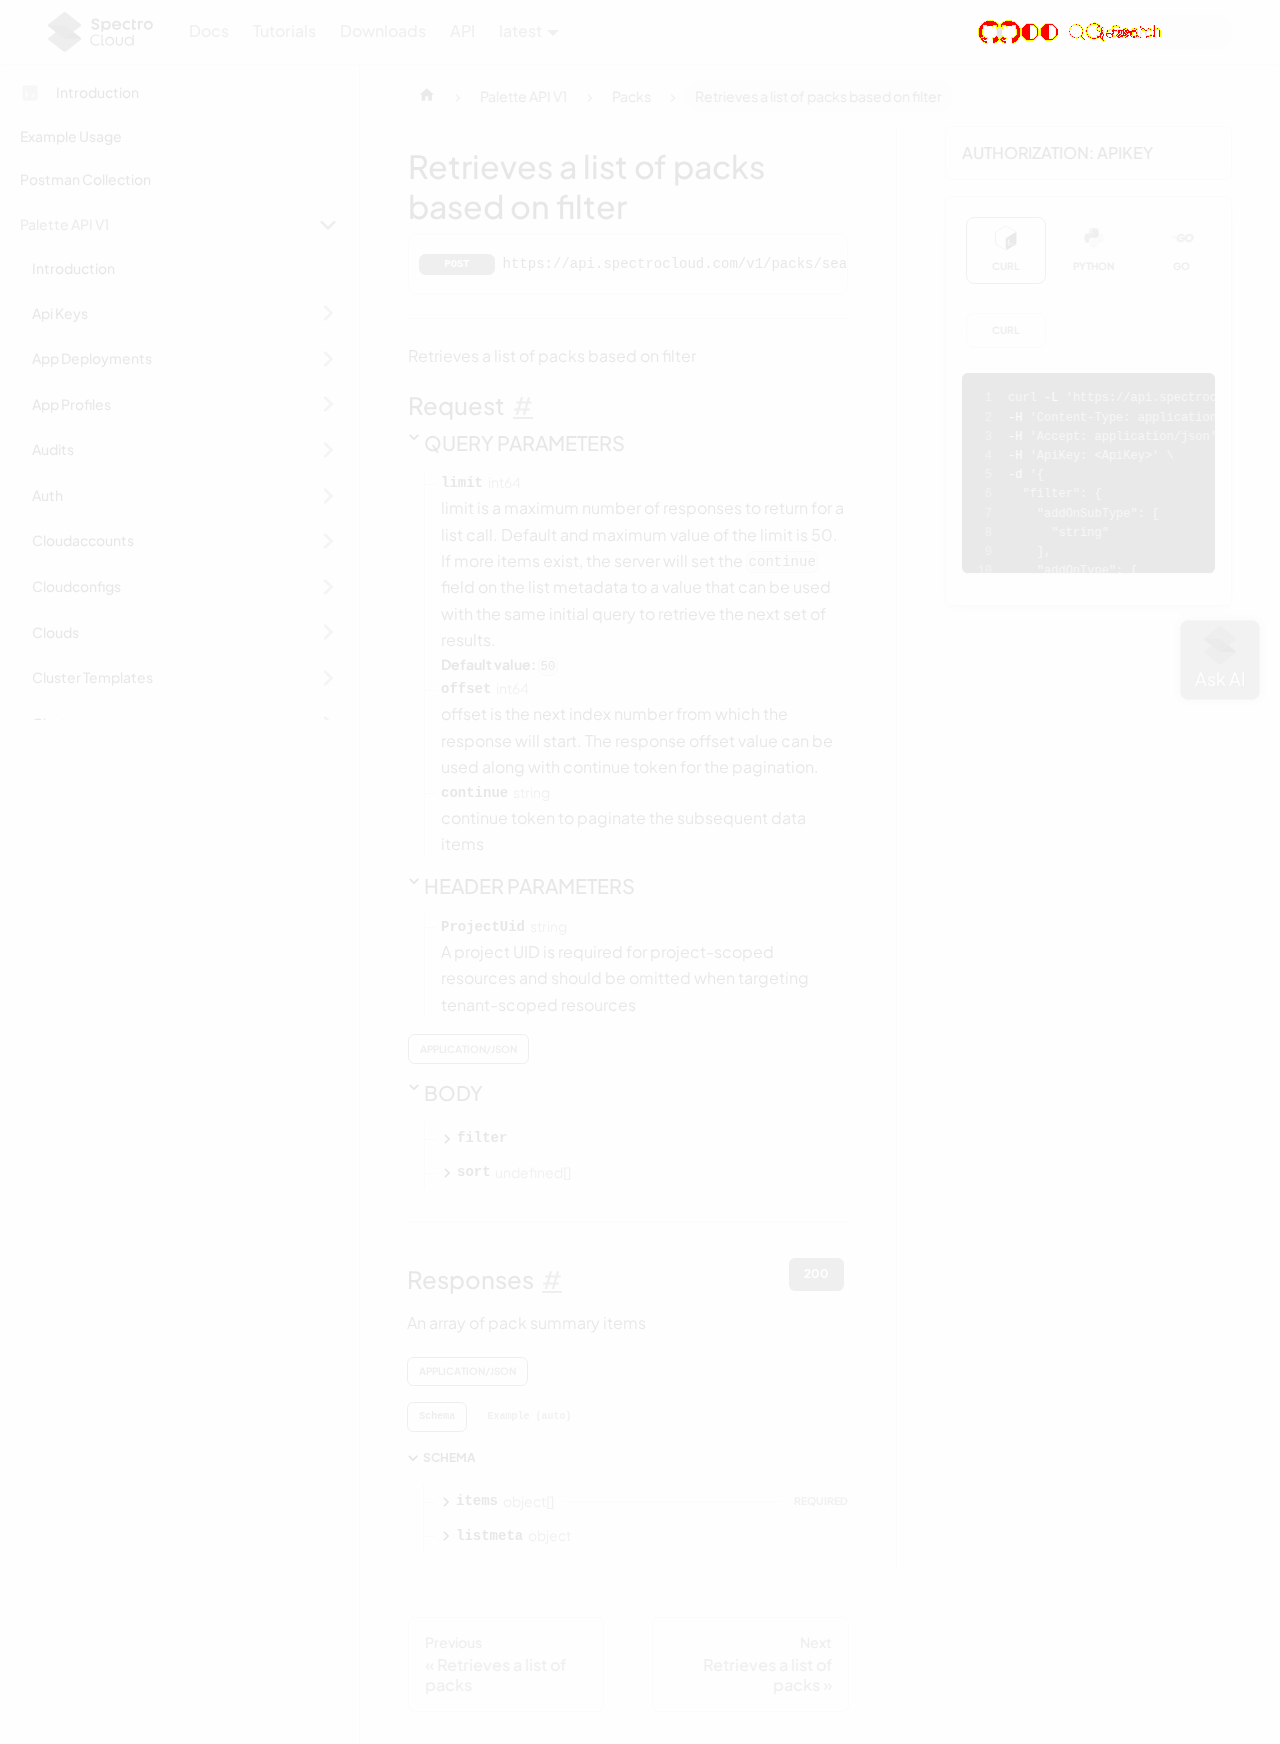 Spectro Cloud
Docs
Tutorials
Downloads
API
latest
Search
Introduction
Example Usage
Postman Collection
Palette API V1
Introduction
Api Keys
App Deployments
App Profiles
Audits
Auth
Cloudaccounts
Cloudconfigs
Clouds
Cluster Templates
Palette API V1
Packs
Retrieves a list of packs based on filter
Retrieves a list of packs
based on filter
POST
https://api.spectrocloud.com/v1/packs/sea
Retrieves a list of packs based on filter
Request #
QUERY PARAMETERS
limit int64
limit is a maximum number of responses to return for a
list call. Default and maximum value of the limit is 50.
If more items exist, the server will set the continue
field on the list metadata to a value that can be used
with the same initial query to retrieve the next set of
results.
Default value: 50
offset int64
offset is the next index number from which the
response will start. The response offset value can be
used along with continue token for the pagination.
continue string
continue token to paginate the subsequent data
items
HEADER PARAMETERS
ProjectUid string
A project UID is required for project-scoped
resources and should be omitted when targeting
tenant-scoped resources
APPLICATION/JSON
BODY
filter
sort undefined[]
Responses #
200
An array of pack summary items
APPLICATION/JSON
Schema
Example (auto)
SCHEMA
items object[]
REQUIRED
listmeta object
Previous
« Retrieves a list of
packs
Next
Retrieves a list of
packs »
AUTHORIZATION: APIKEY
CURL
PYTHON
GO
GO
CURL
1 curl -L 'https://api.spectroc
2 -H 'Content-Type: application
3 -H 'Accept: application/json'
4 -H 'ApiKey: <ApiKey>' \
5 -d '{
6 "filter": {
7 "addOnSubType": [
8 "string"
9 ],
10 "addOnType": [
Ask AI